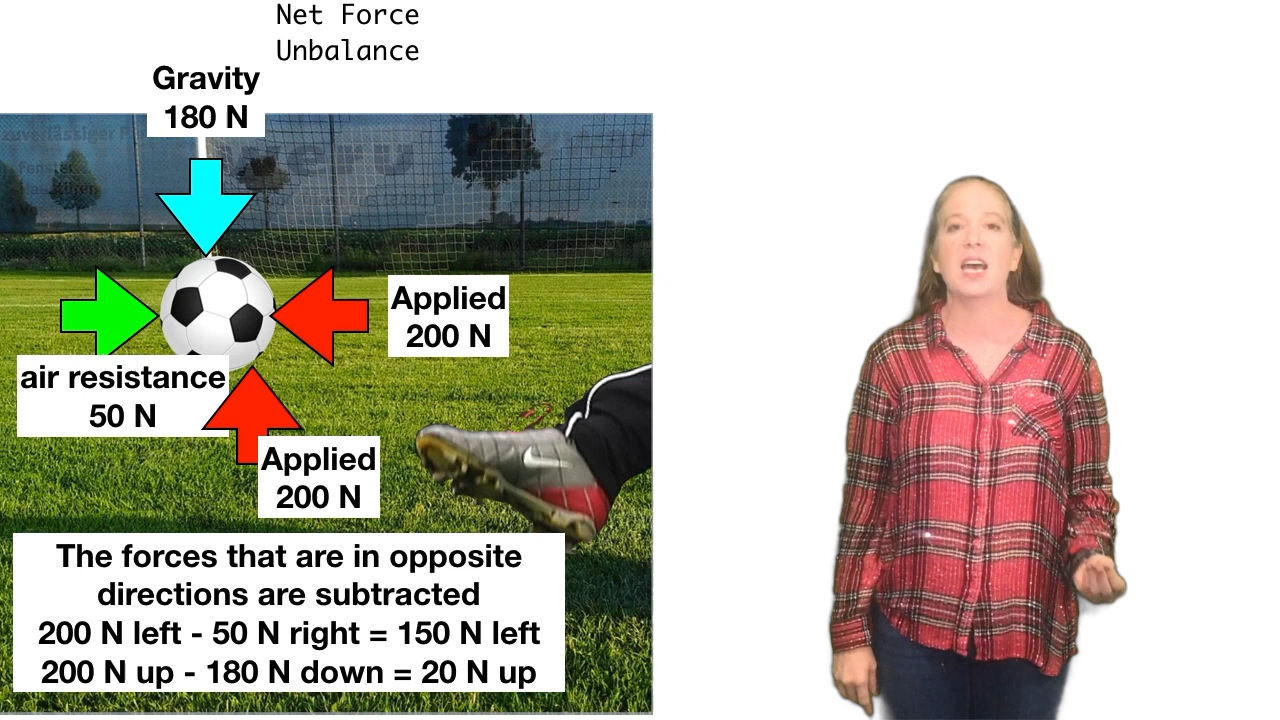 Net Force
Unbalance
Gravity
180 N
Applied
200 N
air resistance
50 N
Applied
200 N
The forces that are in opposite
directions are subtracted
200 N left - 50 N right = 150 N left
200 N up - 180 N down = 20 N up